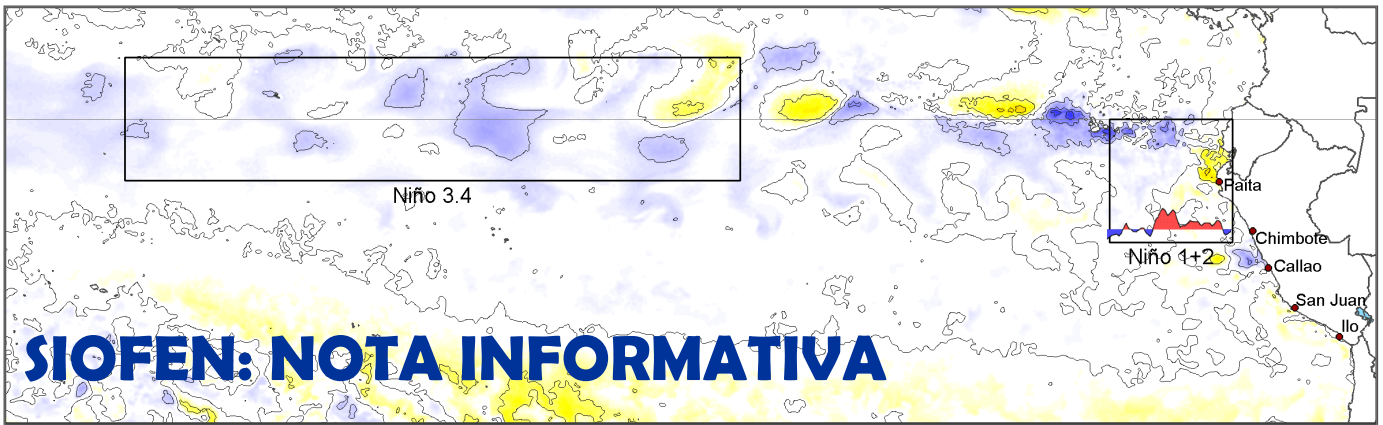 Niño 3.4
Paita
Chimbote
Niño 1+2
Callao
San Juan
Ilo
SIOFEN: NOTA INFORMATIVA